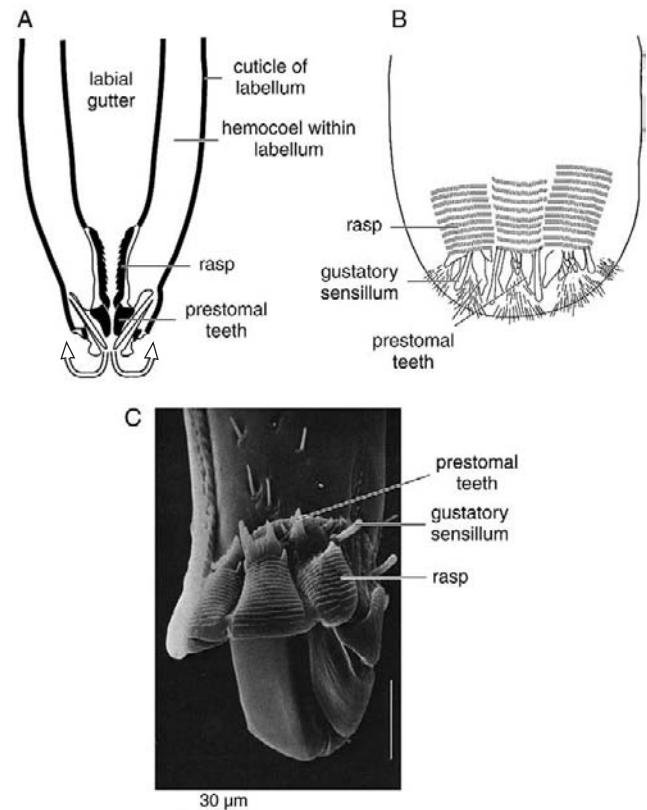 A
labial
gutter
cuticle of
labellum
hemocoel within
labellum
rasp
prestomal
teeth
B
rasp
gustatory
sensillum
prestomal
teeth
C
prestomal
teeth
gustatory
sensillum
rasp
30 µm